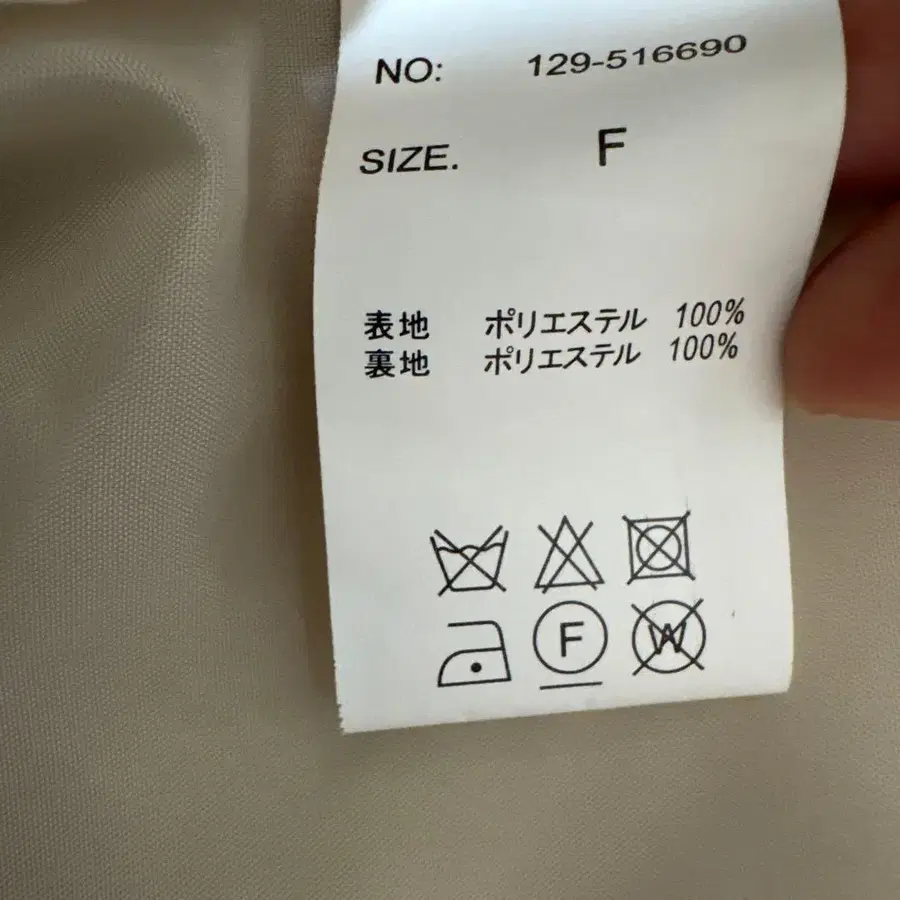 NO: 129-516690
SIZE. F
表地 ポリエステル 100%
裏地 ポリエステル 100%
F W